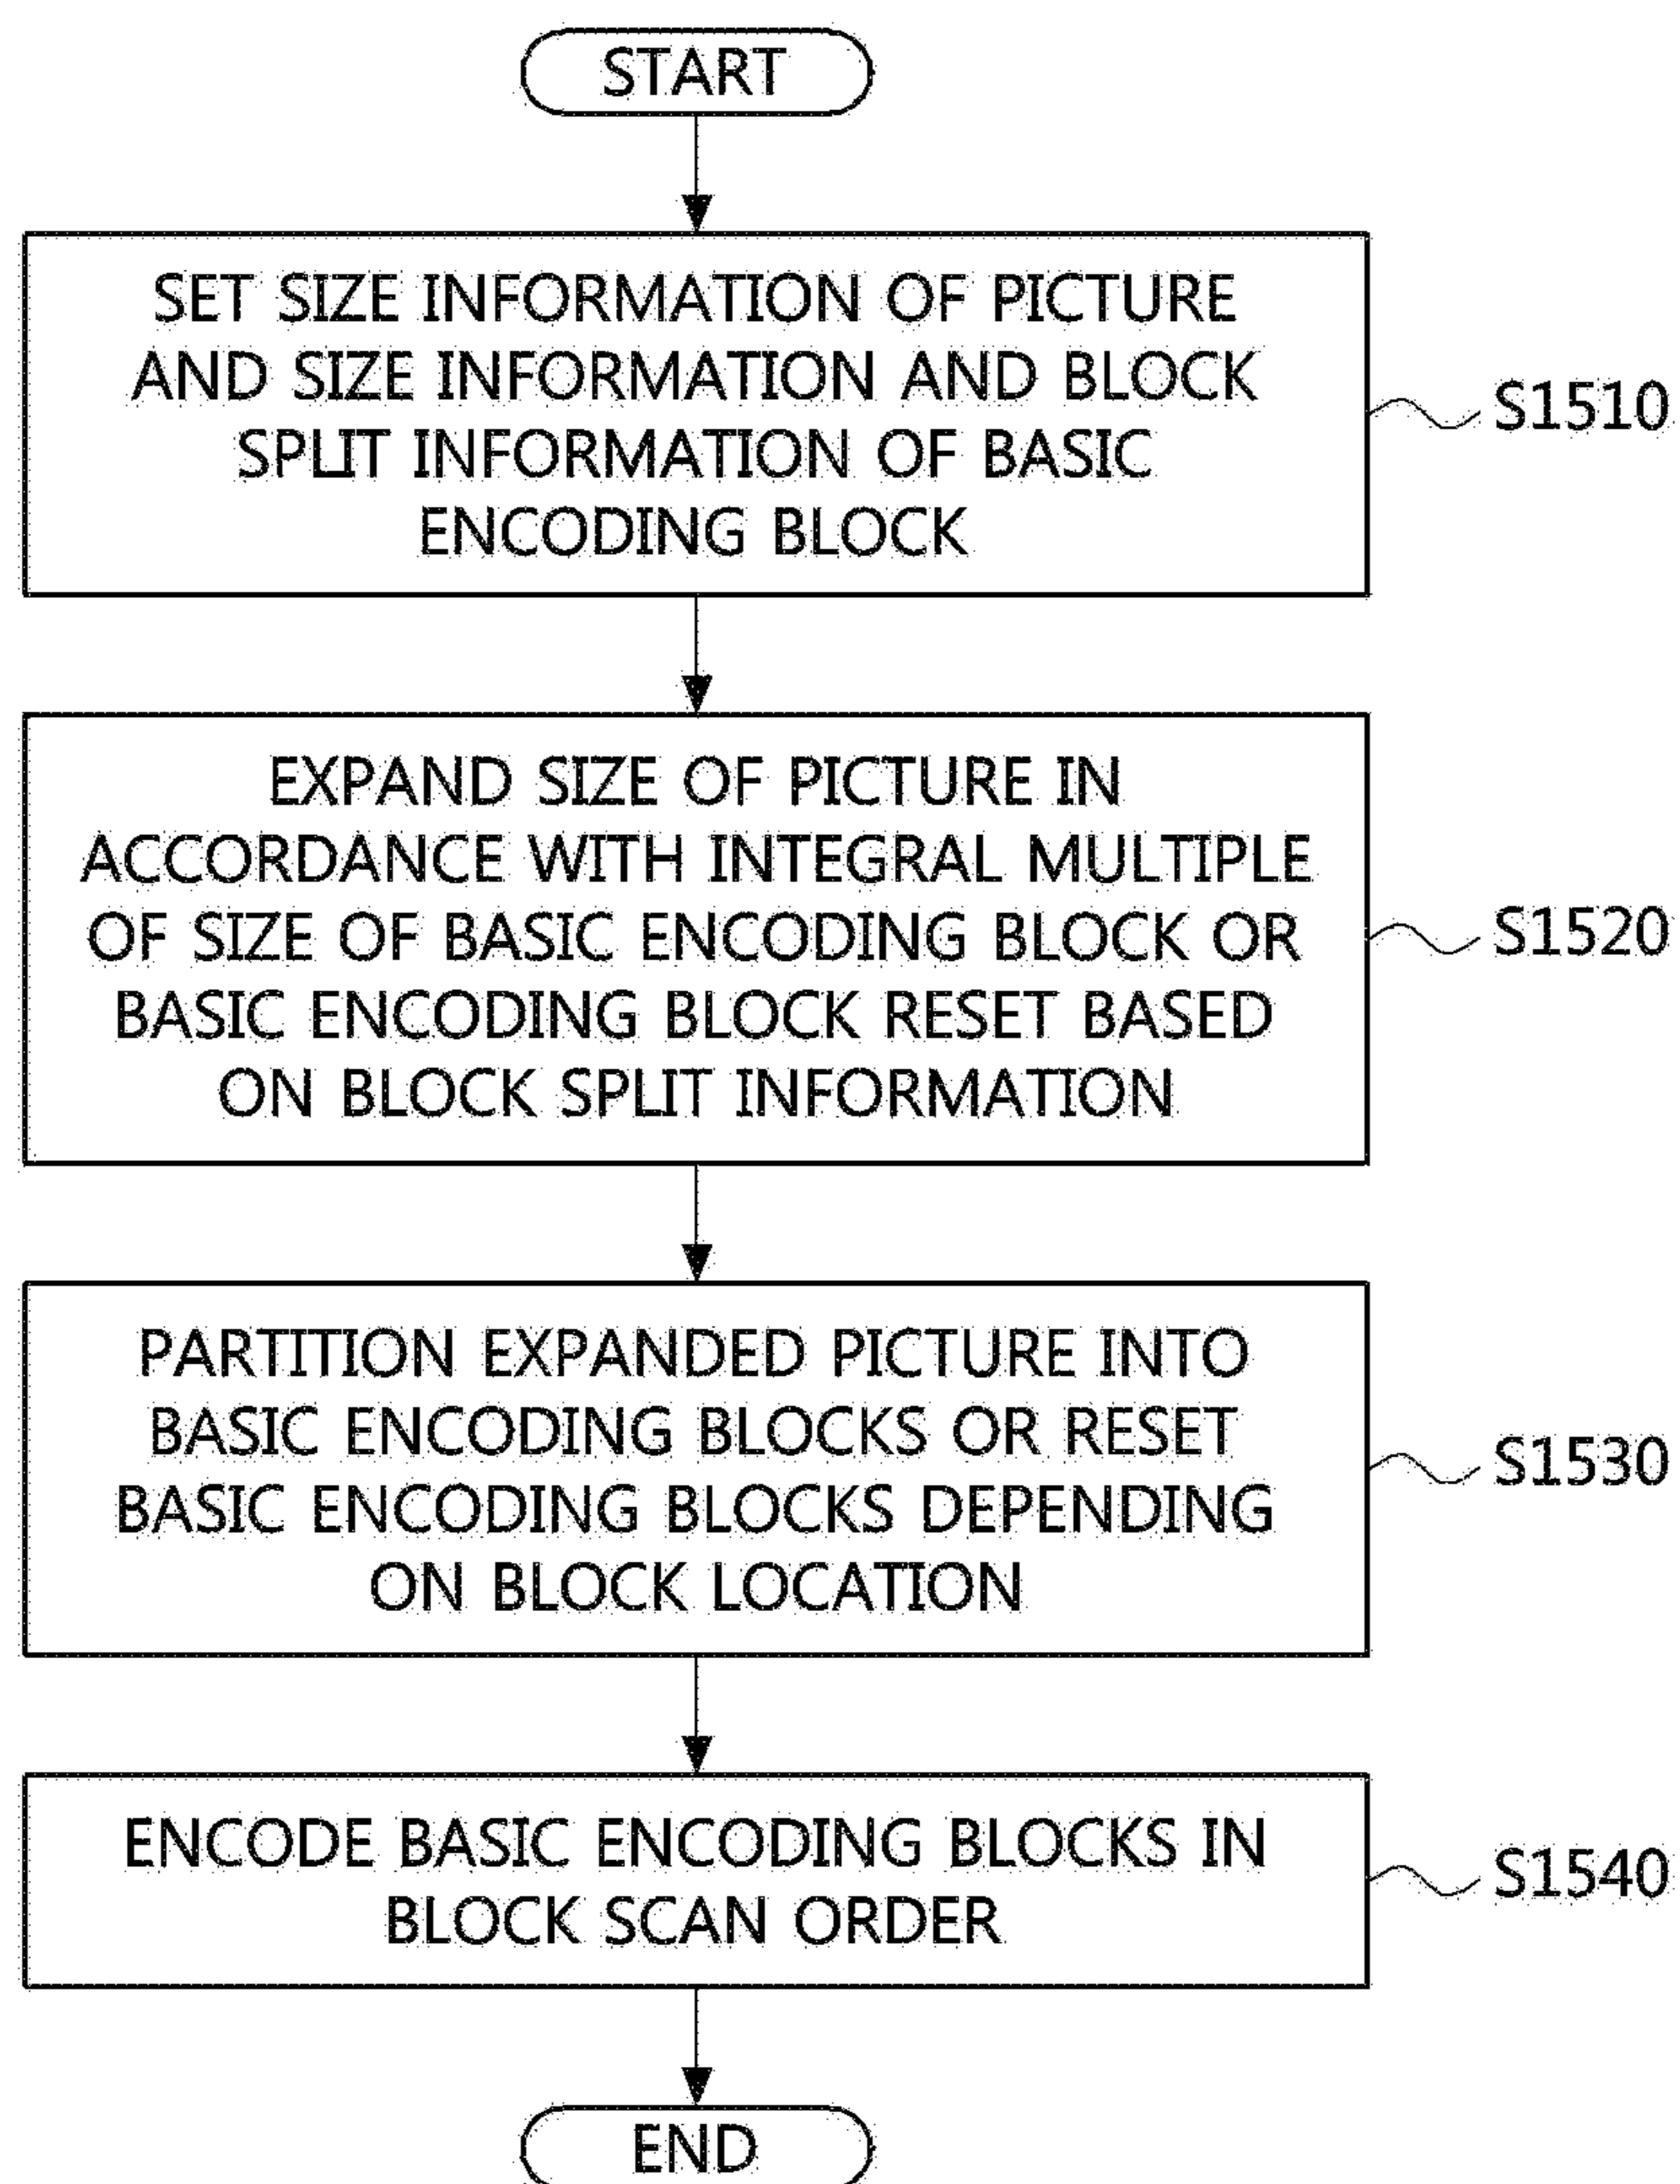 START
SET SIZE INFORMATION OF PICTURE
AND SIZE INFORMATION AND BLOCK
SPLIT INFORMATION OF BASIC
ENCODING BLOCK
S1510
EXPAND SIZE OF PICTURE IN
ACCORDANCE WITH INTEGRAL MULTIPLE
OF SIZE OF BASIC ENCODING BLOCK OR
BASIC ENCODING BLOCK RESET BASED
ON BLOCK SPLIT INFORMATION
S1520
PARTITION EXPANDED PICTURE INTO
BASIC ENCODING BLOCKS OR RESET
BASIC ENCODING BLOCKS DEPENDING
ON BLOCK LOCATION
S1530
ENCODE BASIC ENCODING BLOCKS IN
BLOCK SCAN ORDER
S1540
END